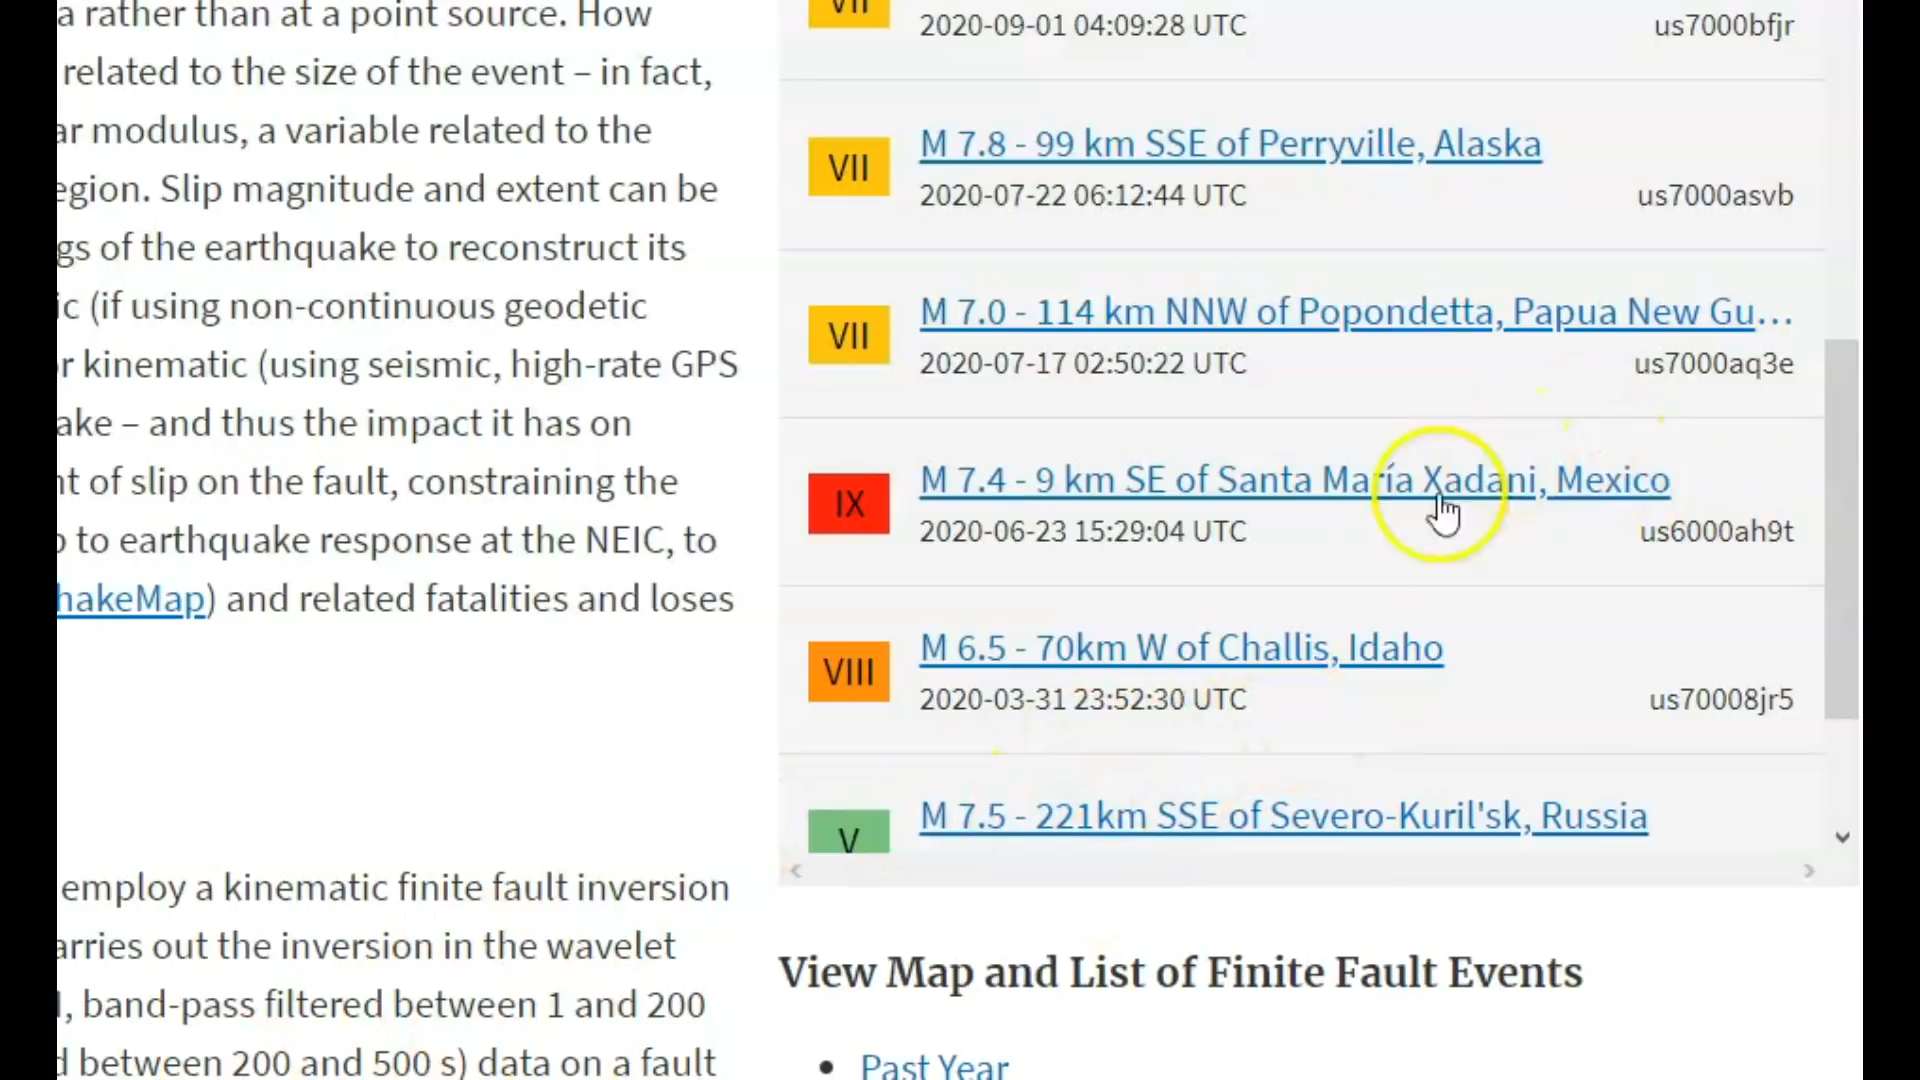 a rather than at a point source. How
related to the size of the event – in fact,
ar modulus, a variable related to the
egion. Slip magnitude and extent can be
gs of the earthquake to reconstruct its
ic (if using non-continuous geodetic
r kinematic (using seismic, high-rate GPS
ake – and thus the impact it has on
nt of slip on the fault, constraining the
to earthquake response at the NEIC, to
hakeMap) and related fatalities and loses
employ a kinematic finite fault inversion
arries out the inversion in the wavelet
l, band-pass filtered between 1 and 200
d between 200 and 500 s) data on a fault
VII
2020-09-01 04:09:28 UTC us7000bfjr
VII M 7.8 - 99 km SSE of Perryville, Alaska
2020-07-22 06:12:44 UTC us7000asvb
VII M 7.0 - 114 km NNW of Popondetta, Papua New Gu...
2020-07-17 02:50:22 UTC us7000aq3e
IX M 7.4 - 9 km SE of Santa María Xadani, Mexico
2020-06-23 15:29:04 UTC us6000ah9t
VIII M 6.5 - 70km W of Challis, Idaho
2020-03-31 23:52:30 UTC us70008jr5
V M 7.5 - 221km SSE of Severo-Kuril'sk, Russia
View Map and List of Finite Fault Events
• Past Year